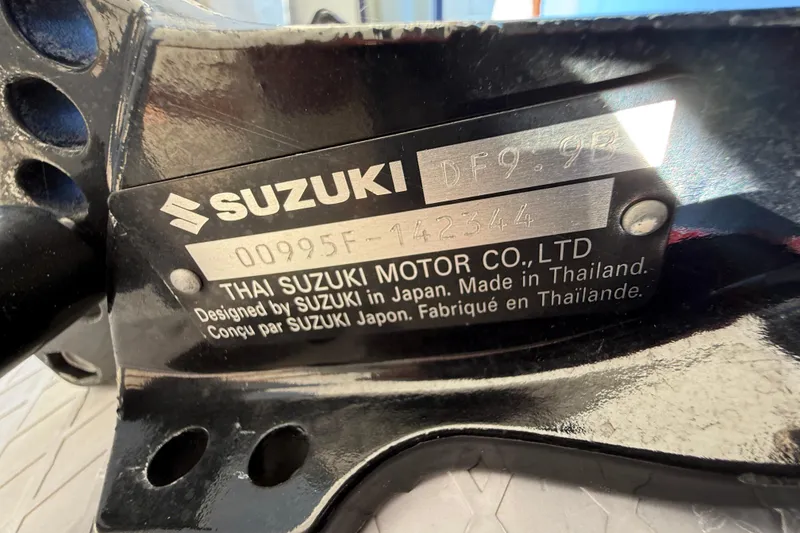 SUZUKI DF9.9B
00995F-142344
THAI SUZUKI MOTOR CO.,LTD
Designed by SUZUKI in Japan. Made in Thailand.
Conçu par SUZUKI Japon. Fabriqué en Thaïlande.